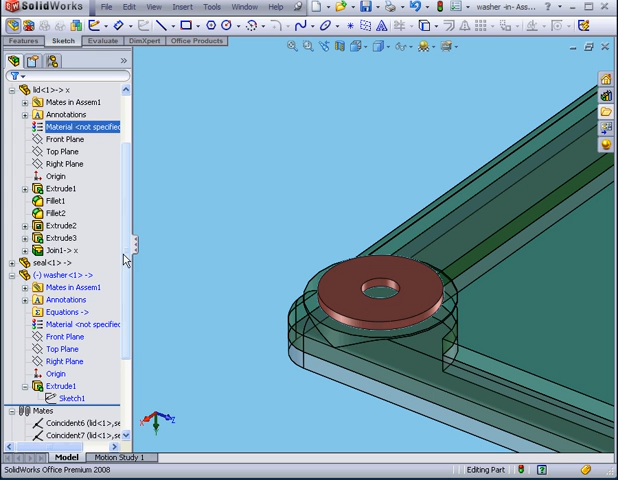 SolidWorks
File Edit View Insert Tools
washer -in- Ass...
Features Sketch Evaluate DimXpert Office Products
lid<1>-> x
Mates in Assem1
Annotations
Material <not specified
Front Plane
Top Plane
Right Plane
Origin
Extrude1
Fillet1
Fillet2
Extrude2
Extrude3
Join1-> x
seal<1> ->
(-) washer<1> ->
Mates in Assem1
Annotations
Equations ->
Material <not specified
Front Plane
Top Plane
Right Plane
Origin
Extrude1
Sketch1
Mates
Coincident6 (lid<1>,se
Coincident7 (lid<1>,se
X Z
Model Motion Study 1
SolidWorks Office Premium 2008
Editing Part